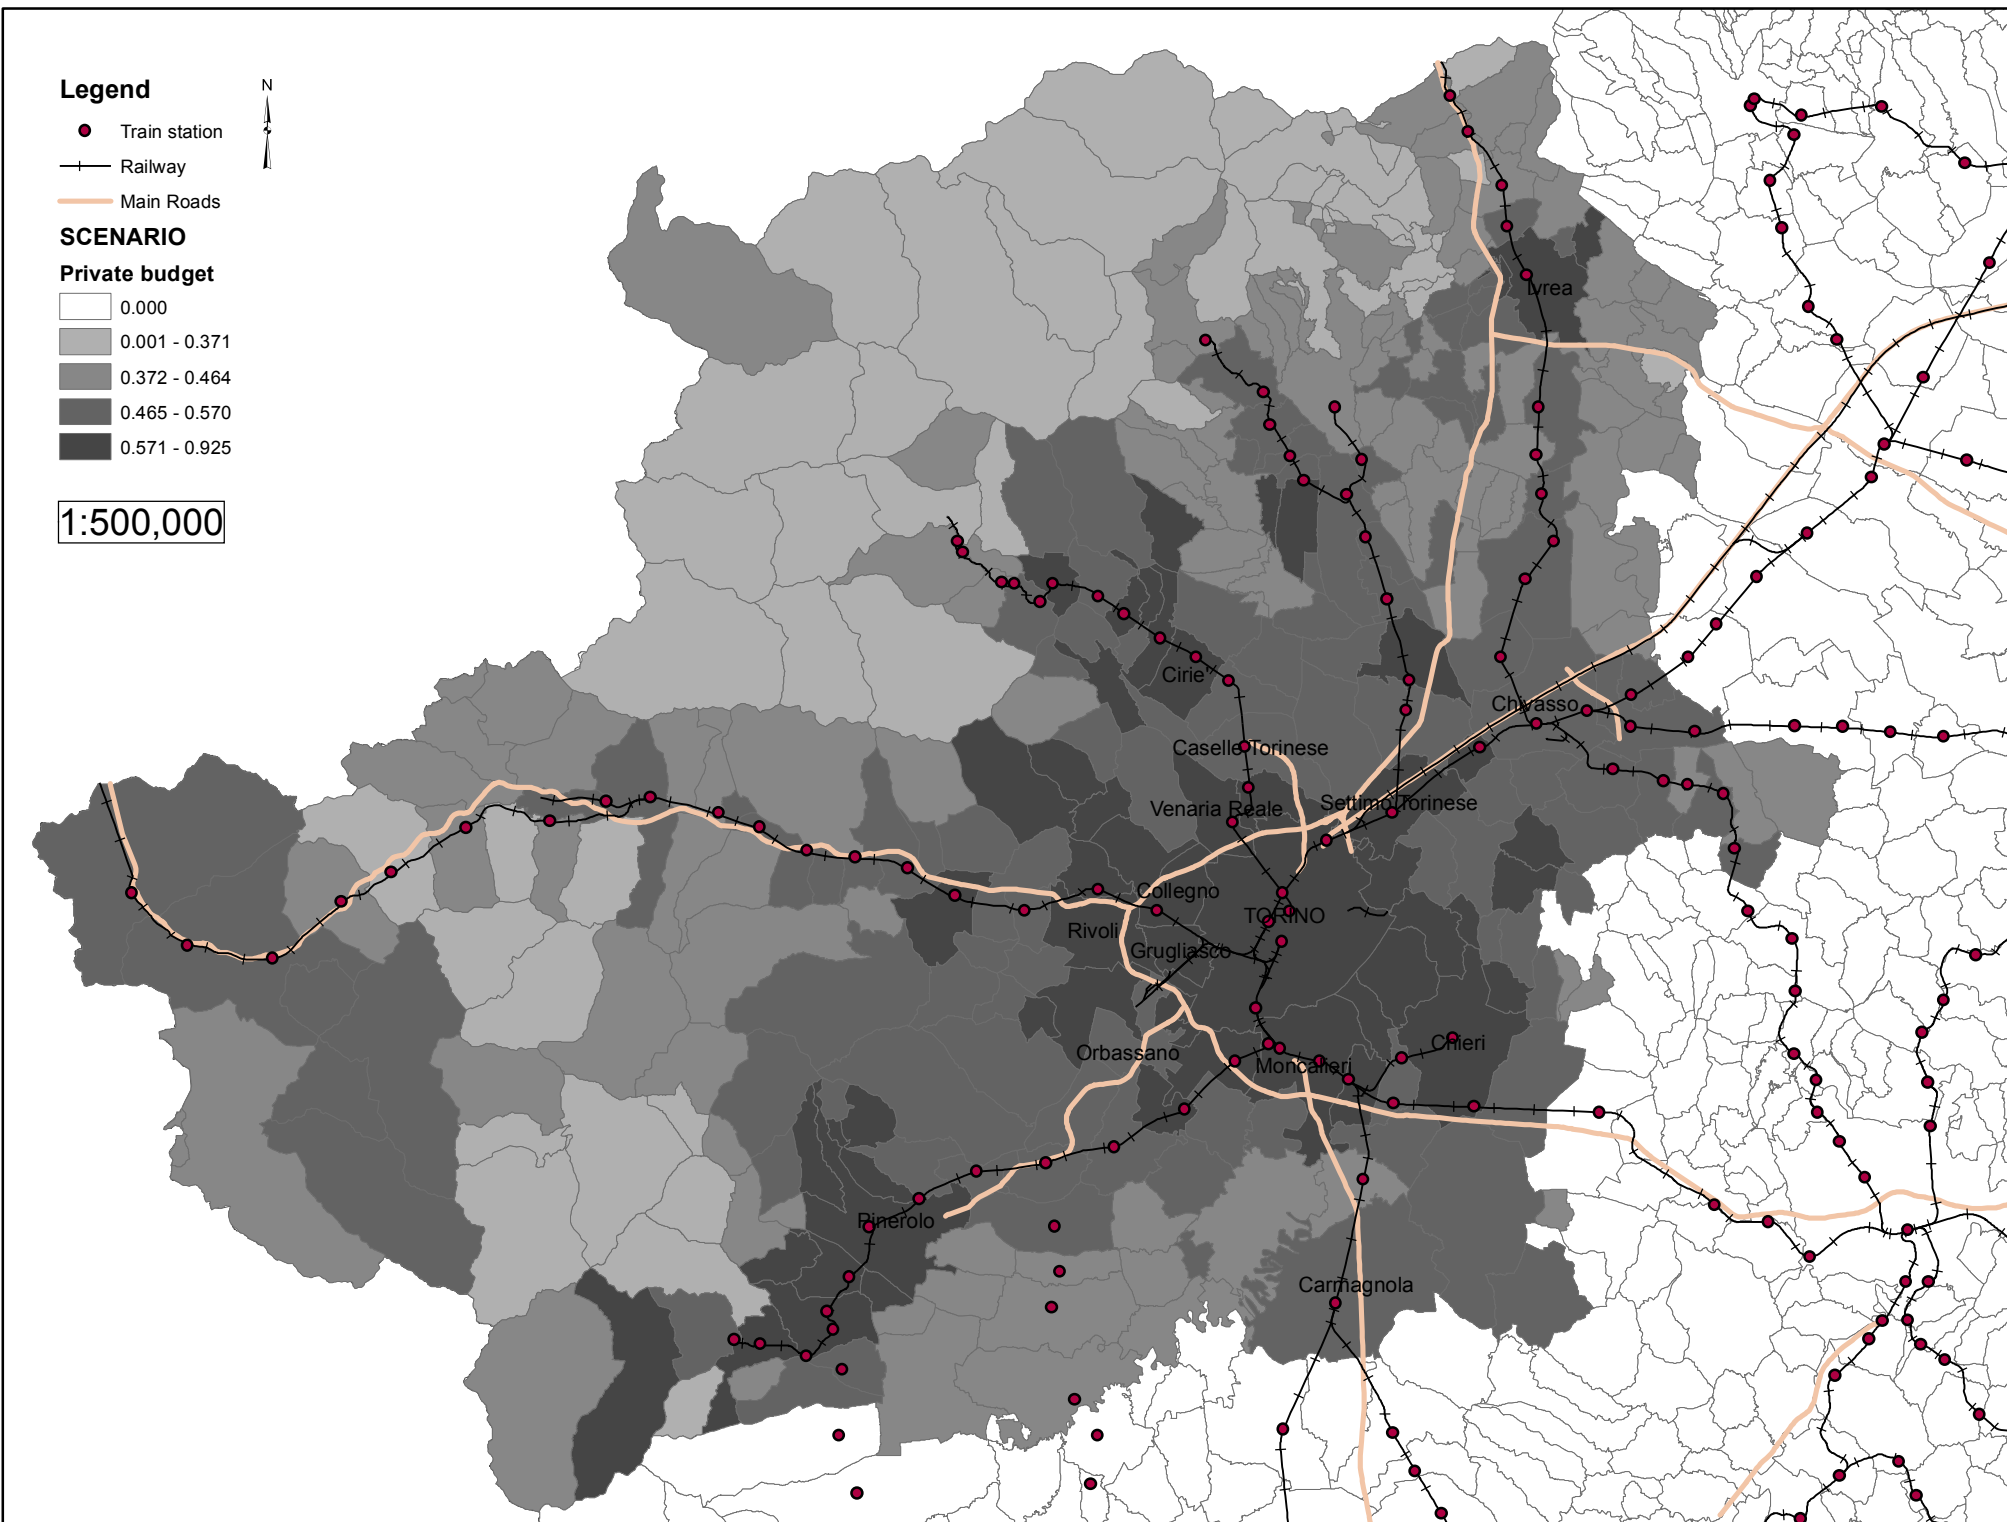 Legend
N
Train station
Railway
Main Roads
SCENARIO
Private budget
0.000
0.001 - 0.371
0.372 - 0.464
0.465 - 0.570
0.571 - 0.925
1:500,000
Ivrea
Cirie'
Chivasso
Caselle Torinese
Venaria Reale
Settimo Torinese
Collegno
TORINO
Rivoli
Grugliasco
Orbassano
Chieri
Moncalieri
Pinerolo
Carmagnola